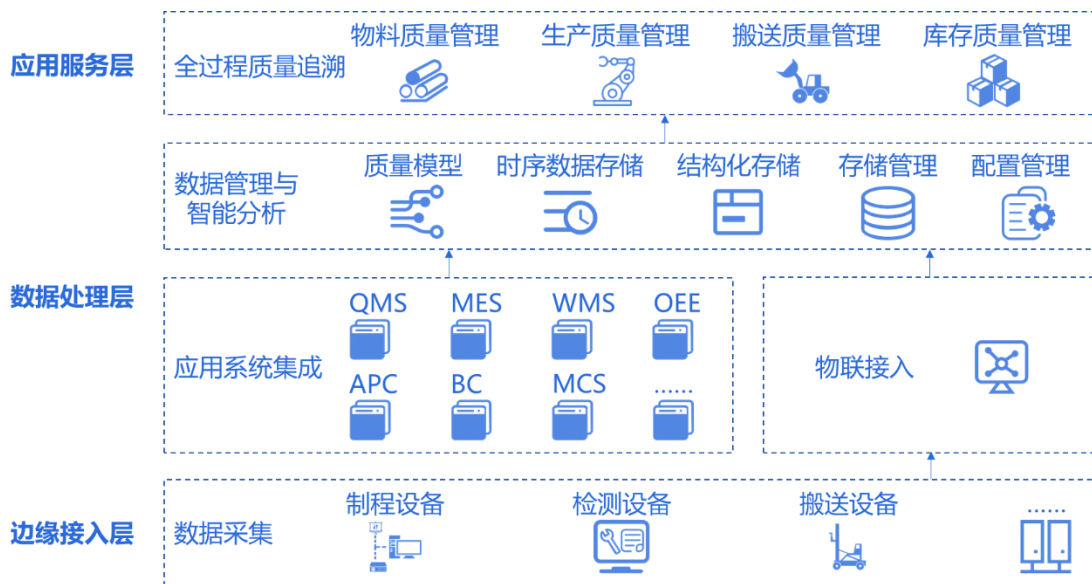 应用服务层
全过程质量追溯
物料质量管理
生产质量管理
搬送质量管理
库存质量管理
数据处理层
数据管理与
智能分析
质量模型
时序数据存储
结构化存储
存储管理
配置管理
应用系统集成
QMS
MES
WMS
OEE
APC
BC
MCS
......
物联接入
边缘接入层
数据采集
制程设备
检测设备
搬送设备
......